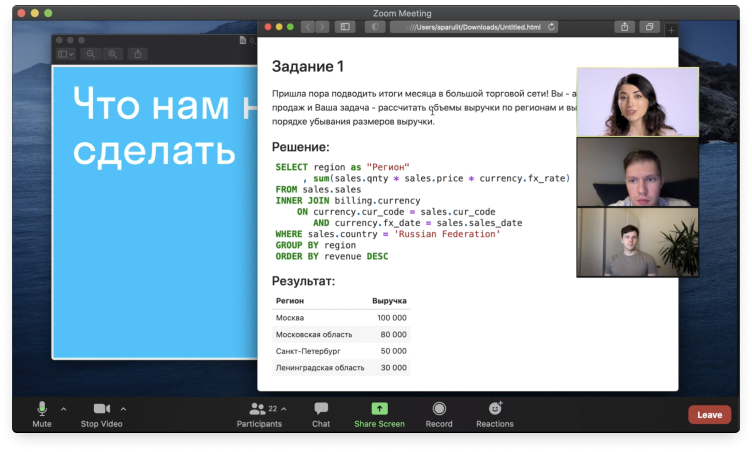 Zoom Meeting
///Users/aparulit/Downloads/Untitled.html
Что нам
сделать
Задание 1
Пришла пора подводить итоги месяца в большой торговой сети! Вы - а
продаж и Ваша задача - рассчитать объемы выручки по регионам и вы
порядке убывания размеров выручки.
Решение:
SELECT region as "Регион"
, sum(sales.qnty * sales.price * currency.fx_rate)
FROM sales.sales
INNER JOIN billing.currency
ON currency.cur_code = sales.cur_code
AND currency.fx_date = sales.sales_date
WHERE sales.country = 'Russian Federation'
GROUP BY region
ORDER BY revenue DESC
Результат:
Регион Выручка
Москва 100 000
Московская область 80 000
Санкт-Петербург 50 000
Ленинградская область 30 000
22
Mute Stop Video Participants Chat Share Screen Record Reactions Leave